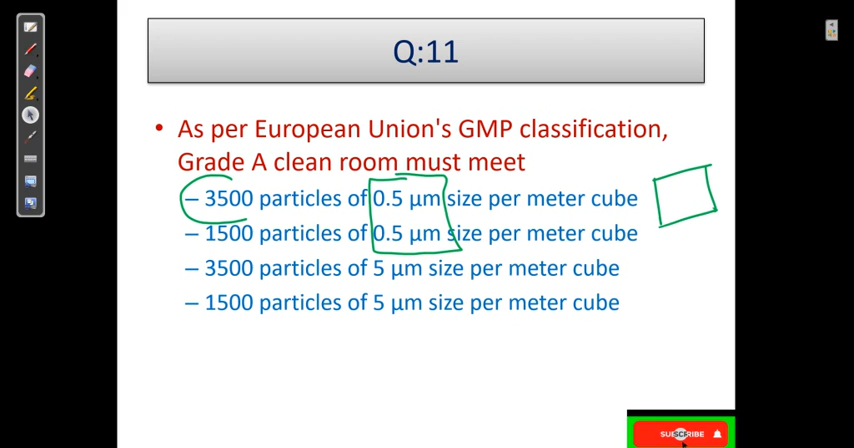 Q:11
• As per European Union's GMP classification,
Grade A clean room must meet
– 3500 particles of 0.5 µm size per meter cube
– 1500 particles of 0.5 µm size per meter cube
– 3500 particles of 5 µm size per meter cube
– 1500 particles of 5 µm size per meter cube
SUBSCRIBE